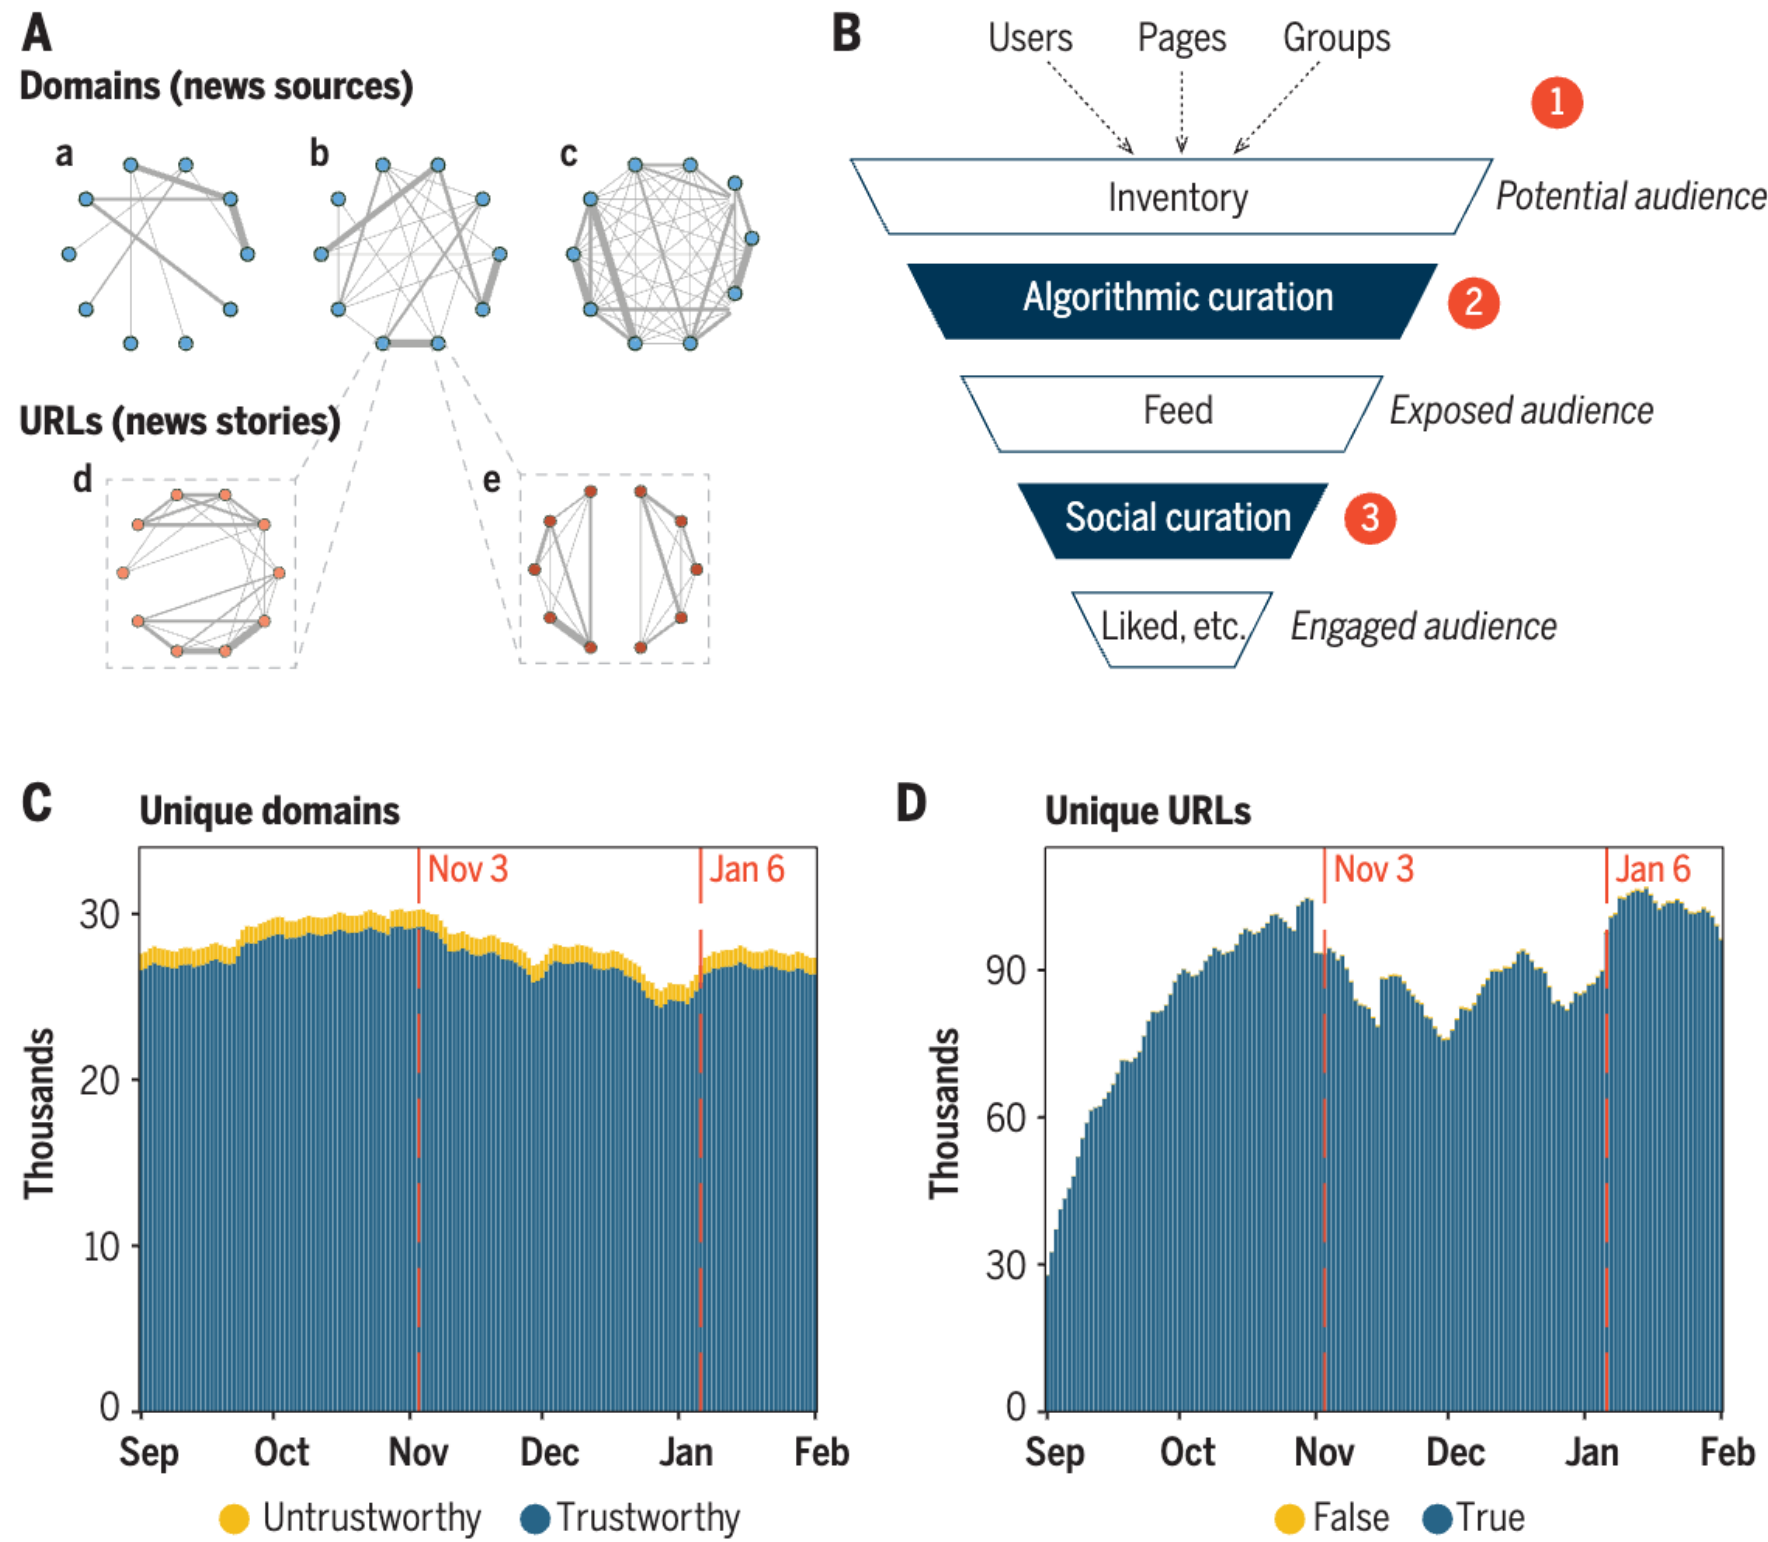 A
Domains (news sources)
a
b
c
URLs (news stories)
d
e
B
Users Pages Groups
1
Inventory
Potential audience
Algorithmic curation
2
Feed
Exposed audience
Social curation
3
Liked, etc.
Engaged audience
C
Unique domains
Nov 3
Jan 6
30
20
10
0
Thousands
Sep Oct Nov Dec Jan Feb
Untrustworthy Trustworthy
D
Unique URLs
Nov 3
Jan 6
90
60
30
0
Thousands
Sep Oct Nov Dec Jan Feb
False True